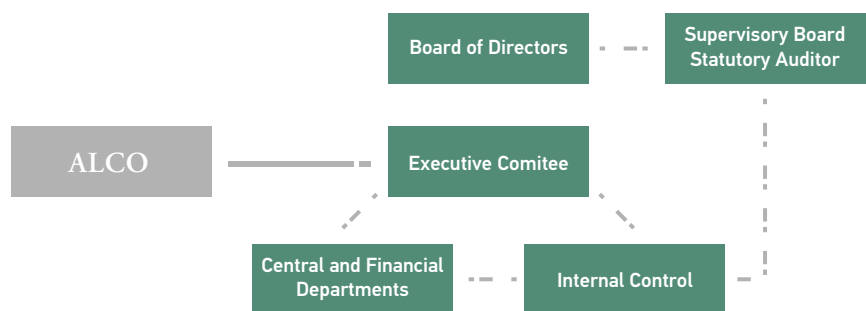 Board of Directors
Supervisory Board
Statutory Auditor
ALCO
Executive Comitee
Central and Financial
Departments
Internal Control